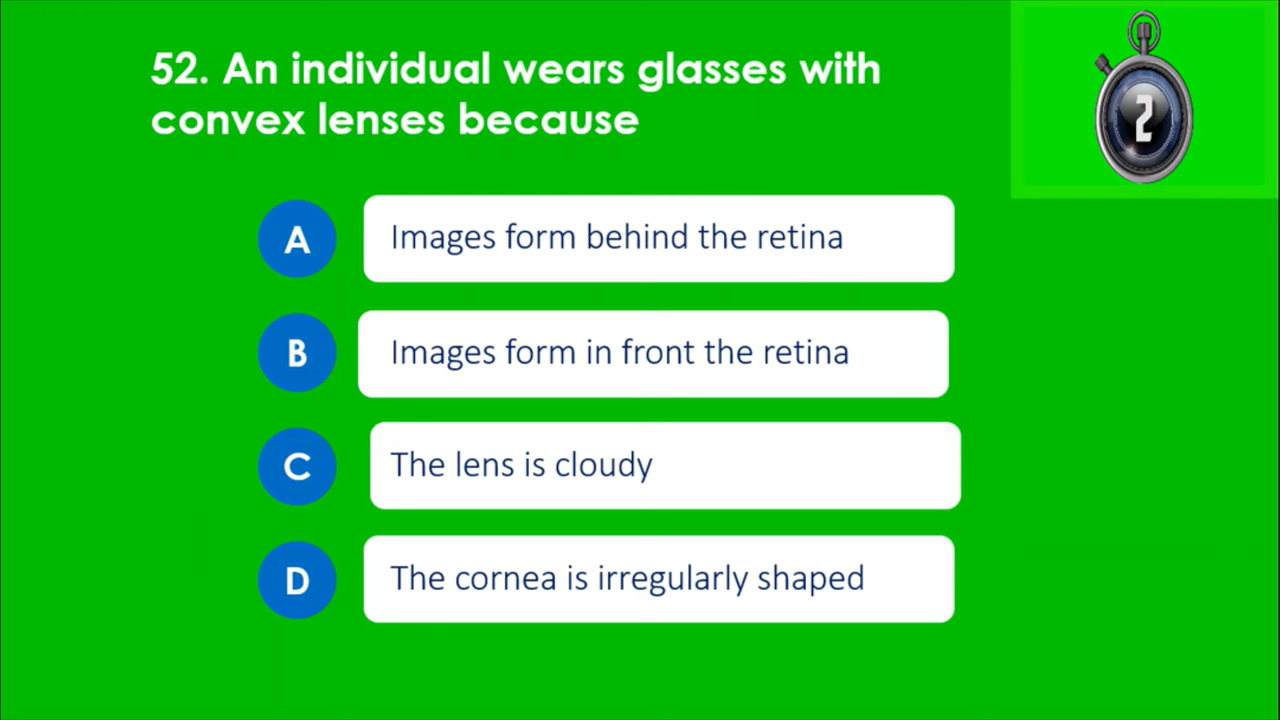 52. An individual wears glasses with
convex lenses because
2
A
Images form behind the retina
B
Images form in front the retina
C
The lens is cloudy
D
The cornea is irregularly shaped